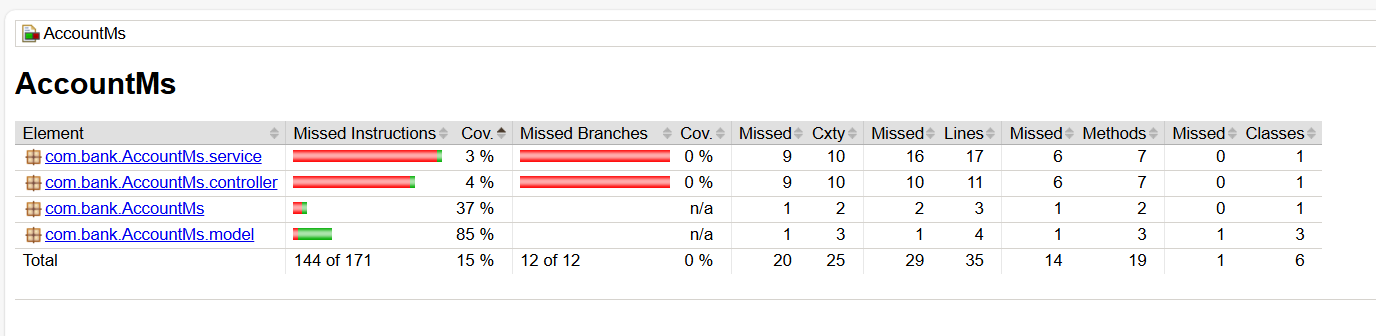 AccountMs
AccountMs
Element Missed Instructions Cov. Missed Branches Cov. Missed Cxty Missed Lines Missed Methods Missed Classes
com.bank.AccountMs.service 3 % 0 % 9 10 16 17 6 7 0 1
com.bank.AccountMs.controller 4 % 0 % 9 10 10 11 6 7 0 1
com.bank.AccountMs 37 % n/a 1 2 2 3 1 2 0 1
com.bank.AccountMs.model 85 % n/a 1 3 1 4 1 3 1 3
Total 144 of 171 15 % 12 of 12 0 % 20 25 29 35 14 19 1 6